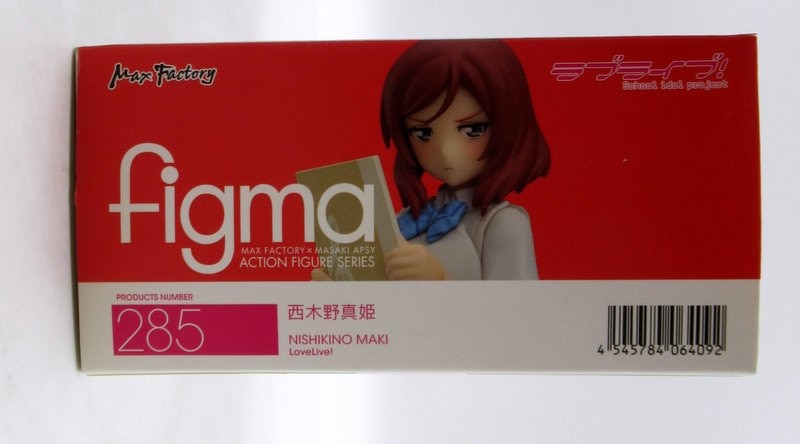 Max Factory
ラブライブ!
School idol project
figma
MAX FACTORY × MASAKI APSY
ACTION FIGURE SERIES
PRODUCTS NUMBER
285
西木野真姫
NISHIKINO MAKI
LoveLive!
4 545784 064092